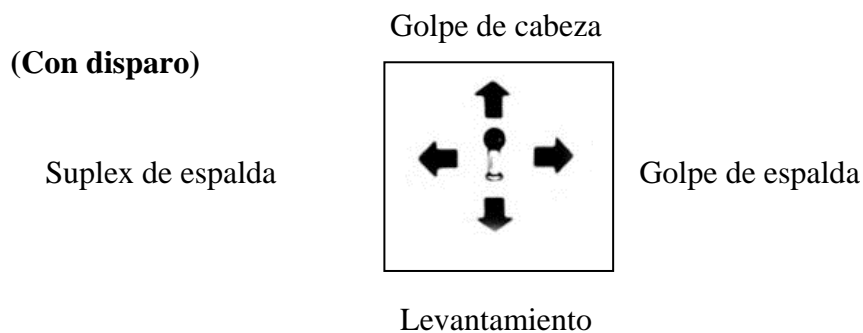 Golpe de cabeza
(Con disparo)
Suplex de espalda
Golpe de espalda
Levantamiento